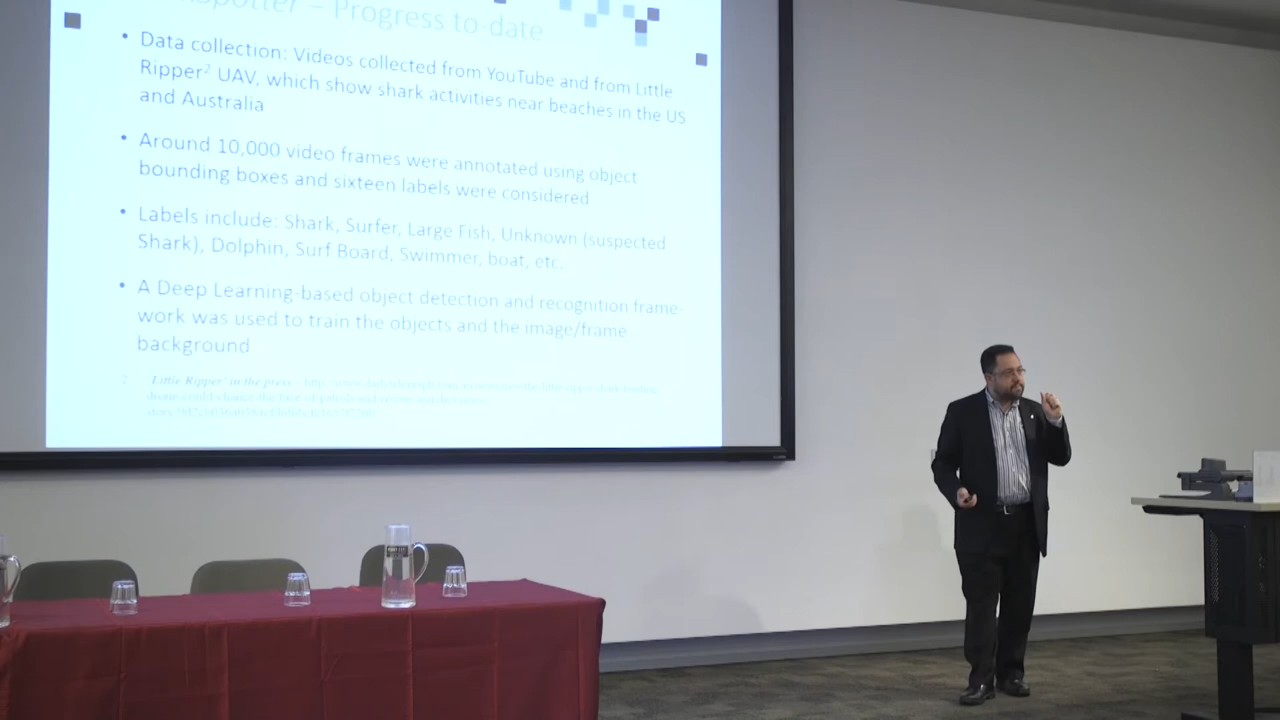 potter – Progress to-date
• Data collection: Videos collected from YouTube and from Little
Ripper² UAV, which show shark activities near beaches in the US
and Australia
• Around 10,000 video frames were annotated using object
bounding boxes and sixteen labels were considered
• Labels include: Shark, Surfer, Large Fish, Unknown (suspected
Shark), Dolphin, Surf Board, Swimmer, boat, etc.
• A Deep Learning-based object detection and recognition frame-
work was used to train the objects and the image/frame
background
2 'Little Ripper' in the press